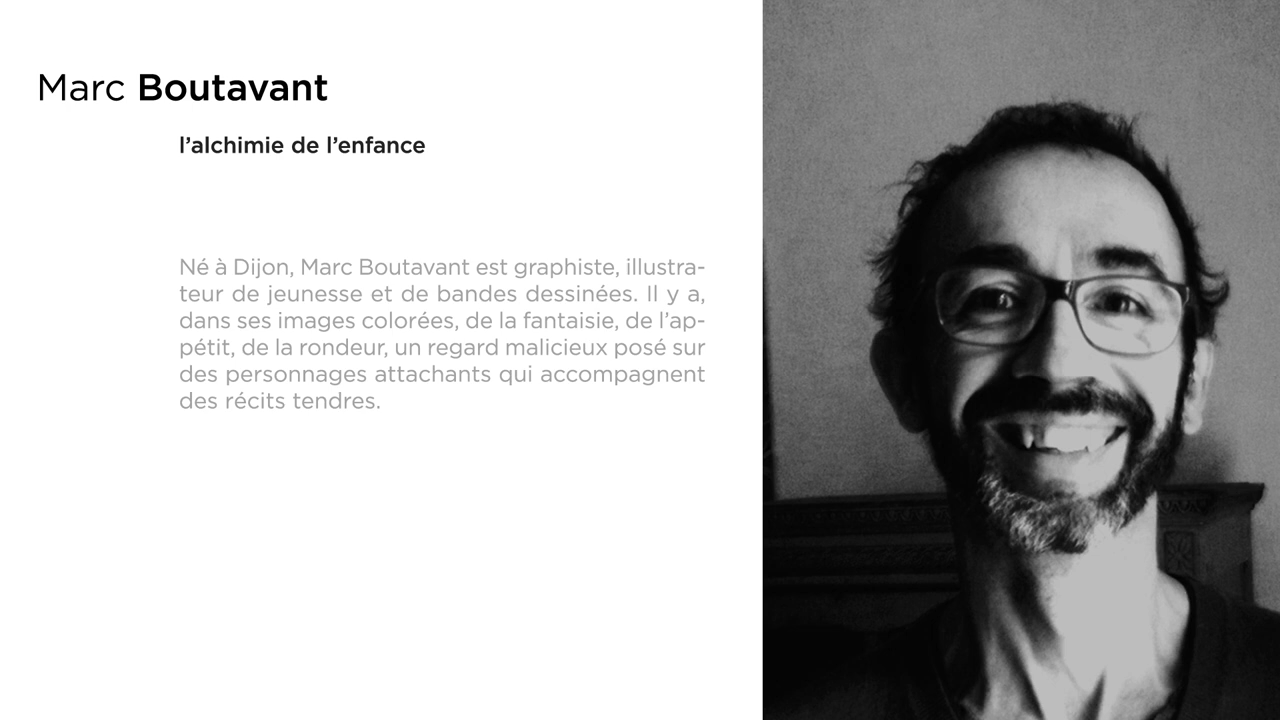 Marc Boutavant
l’alchimie de l’enfance
Né à Dijon, Marc Boutavant est graphiste, illustra-
teur de jeunesse et de bandes dessinées. Il y a,
dans ses images colorées, de la fantaisie, de l’ap-
pétit, de la rondeur, un regard malicieux posé sur
des personnages attachants qui accompagnent
des récits tendres.